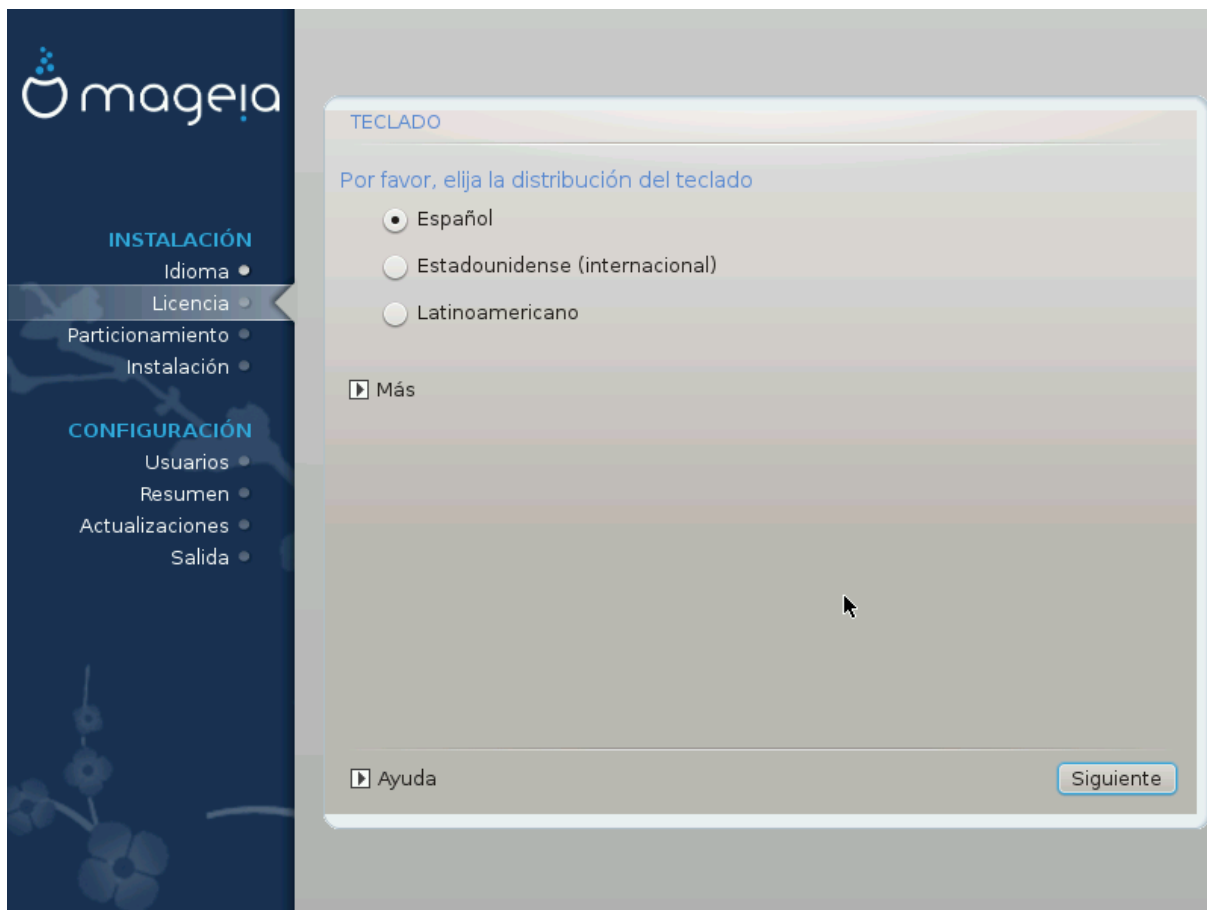 mageia
INSTALACIÓN
Idioma
Licencia
Particionamiento
Instalación
CONFIGURACIÓN
Usuarios
Resumen
Actualizaciones
Salida
TECLADO
Por favor, elija la distribución del teclado
Español
Estadounidense (internacional)
Latinoamericano
Más
Ayuda
Siguiente